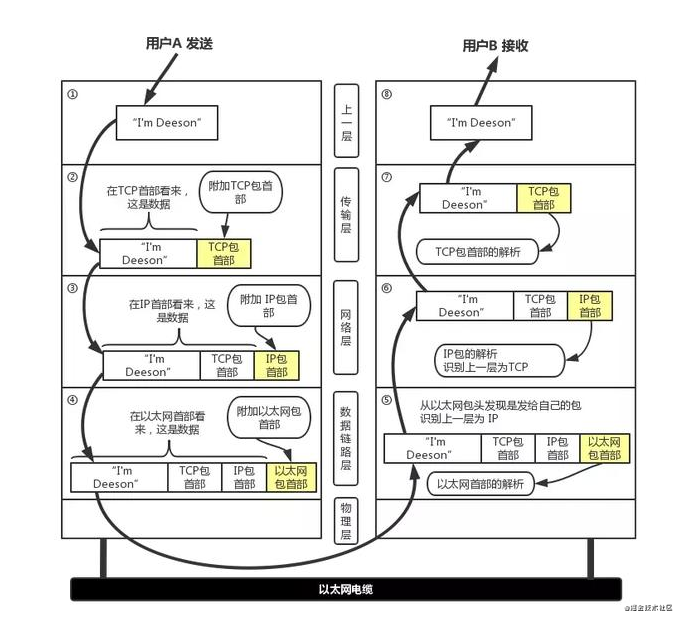 用户A 发送
用户B 接收
①
“I'm Deeson”
上一层
⑧
“I'm Deeson”
②
在TCP首部看来，
这是数据
附加TCP包首
部
“I'm
Deeson”
TCP包
首部
传输层
⑦
“I'm
Deeson”
TCP包
首部
TCP包首部的解析
③
在IP首部看来，这
是数据
附加 IP包首
部
“I'm
Deeson”
TCP包
首部
IP包
首部
网络层
⑥
“I'm
Deeson”
TCP包
首部
IP包
首部
IP包的解析
识别上一层为TCP
④
在以太网首部看
来，这是数据
附加以太网包
首部
“I'm
Deeson”
TCP包
首部
IP包
首部
以太网
包首部
数据链路层
⑤
从以太网包头发现是发给自己的包
识别上一层为 IP
“I'm
Deeson”
TCP包
首部
IP包
首部
以太网
包首部
以太网首部的解析
物理层
以太网电缆
@掘金技术社区